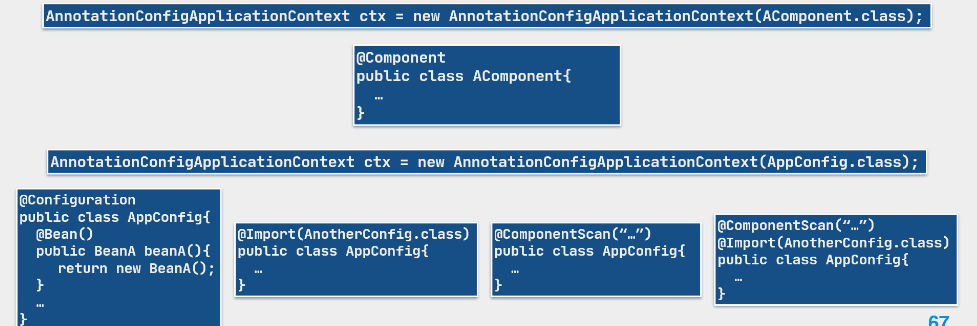 AnnotationConfigApplicationContext ctx = new AnnotationConfigApplicationContext(AComponent.class);
@Component
public class AComponent{
…
}
AnnotationConfigApplicationContext ctx = new AnnotationConfigApplicationContext(AppConfig.class);
@Configuration
public class AppConfig{
@Bean()
public BeanA beanA(){
return new BeanA();
}
…
}
@Import(AnotherConfig.class)
public class AppConfig{
…
}
@ComponentScan(“…”)
public class AppConfig{
…
}
@ComponentScan(“…”)
@Import(AnotherConfig.class)
public class AppConfig{
…
}
67